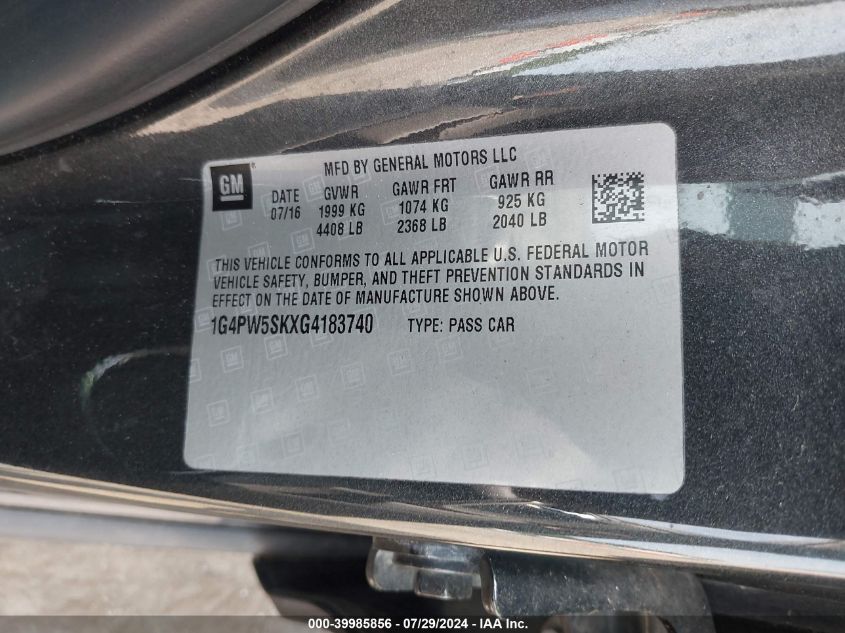 GM
MFD BY GENERAL MOTORS LLC
DATE GVWR GAWR FRT GAWR RR
07/16 1999 KG 1074 KG 925 KG
4408 LB 2368 LB 2040 LB
THIS VEHICLE CONFORMS TO ALL APPLICABLE U.S. FEDERAL MOTOR
VEHICLE SAFETY, BUMPER, AND THEFT PREVENTION STANDARDS IN
EFFECT ON THE DATE OF MANUFACTURE SHOWN ABOVE.
1G4PW5SKXG4183740 TYPE: PASS CAR
000-39985856 / 07/29/2024 - IAAI.COM